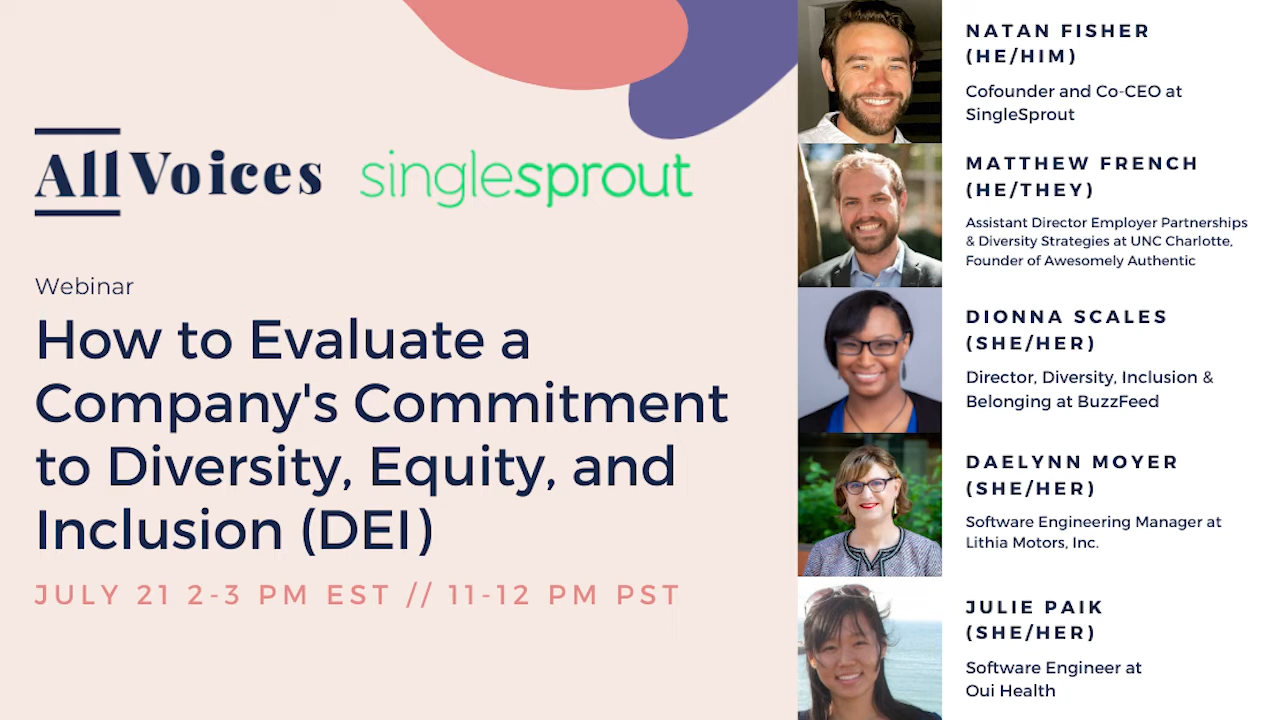 All Voices
singlesprout
Webinar
How to Evaluate a
Company's Commitment
to Diversity, Equity, and
Inclusion (DEI)
JULY 21 2-3 PM EST // 11-12 PM PST
NATAN FISHER
(HE/HIM)
Cofounder and Co-CEO at
SingleSprout
MATTHEW FRENCH
(HE/THEY)
Assistant Director Employer Partnerships
& Diversity Strategies at UNC Charlotte,
Founder of Awesomely Authentic
DIONNA SCALES
(SHE/HER)
Director, Diversity, Inclusion &
Belonging at BuzzFeed
DAELYNN MOYER
(SHE/HER)
Software Engineering Manager at
Lithia Motors, Inc.
JULIE PAIK
(SHE/HER)
Software Engineer at
Oui Health